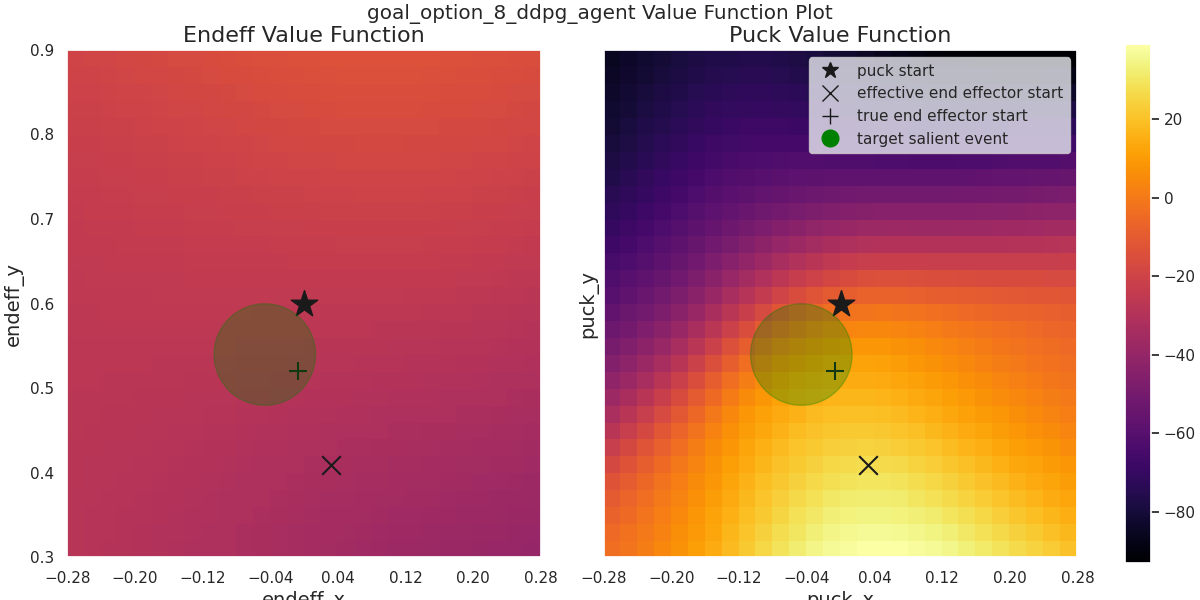 goal_option_8_ddpg_agent Value Function Plot
Endeff Value Function
Puck Value Function
0.9
0.8
0.7
0.6
0.5
0.4
0.3
endeff_y
−0.28 −0.20 −0.12 −0.04 0.04 0.12 0.20 0.28
endeff_x
puck_y
puck start
effective end effector start
true end effector start
target salient event
−0.28 −0.20 −0.12 −0.04 0.04 0.12 0.20 0.28
puck_x
20
0
−20
−40
−60
−80